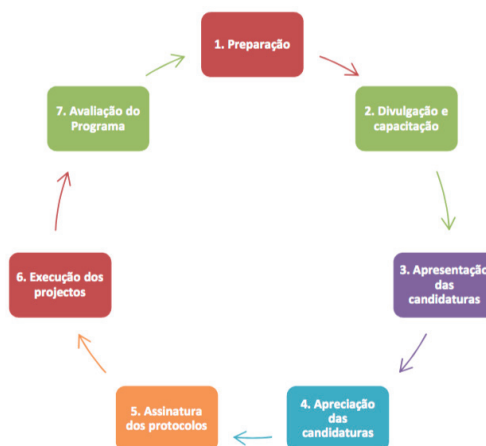 1. Preparação
2. Divulgação e
capacitação
3. Apresentação
das
candidaturas
4. Apreciação
das
candidaturas
5. Assinatura
dos protocolos
6. Execução dos
projectos
7. Avaliação do
Programa